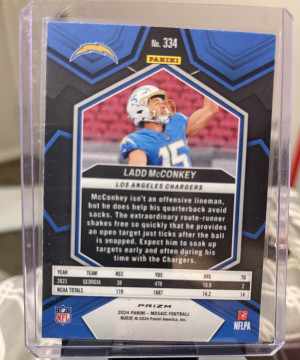 No. 334
PANINI
15
LADD McCONKEY
LOS ANGELES CHARGERS
McConkey isn't an offensive lineman,
but he does help his quarterback avoid
sacks. The extraordinary route-runner
shakes free so quickly that he provides
an open target just ticks after the ball
is snapped. Expect him to soak up
targets early and often during his
time with the Chargers.
YEAR TEAM REC YDS AVG TD
2023 GEORGIA 30 478 15.9 2
NCAA TOTALS 119 1687 14.2 14
PRIZM
2024 PANINI - MOSAIC FOOTBALL
© 2024 Panini America, Inc.
NFL
NFLPA